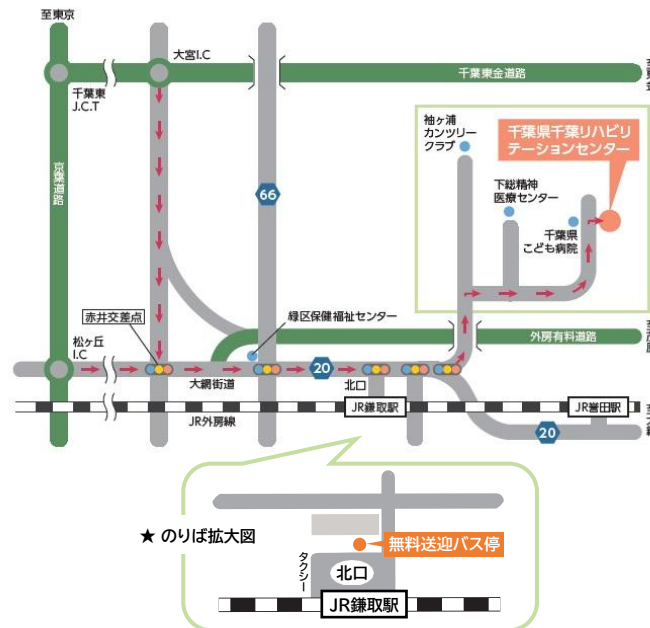 至東京
大宮I.C
千葉東金道路
千葉東
J.C.T
京葉道路
袖ヶ浦
カンツリー
クラブ
千葉県千葉リハビリ
テーションセンター
下総精神
医療センター
66
千葉県
こども病院
緑区保健福祉センター
赤井交差点
外房有料道路
松ヶ丘
I.C
20
大網街道
北口
JR鎌取駅
JR誉田駅
JR外房線
20
★ のりば拡大図
無料送迎バス停
タクシー
北口
JR鎌取駅